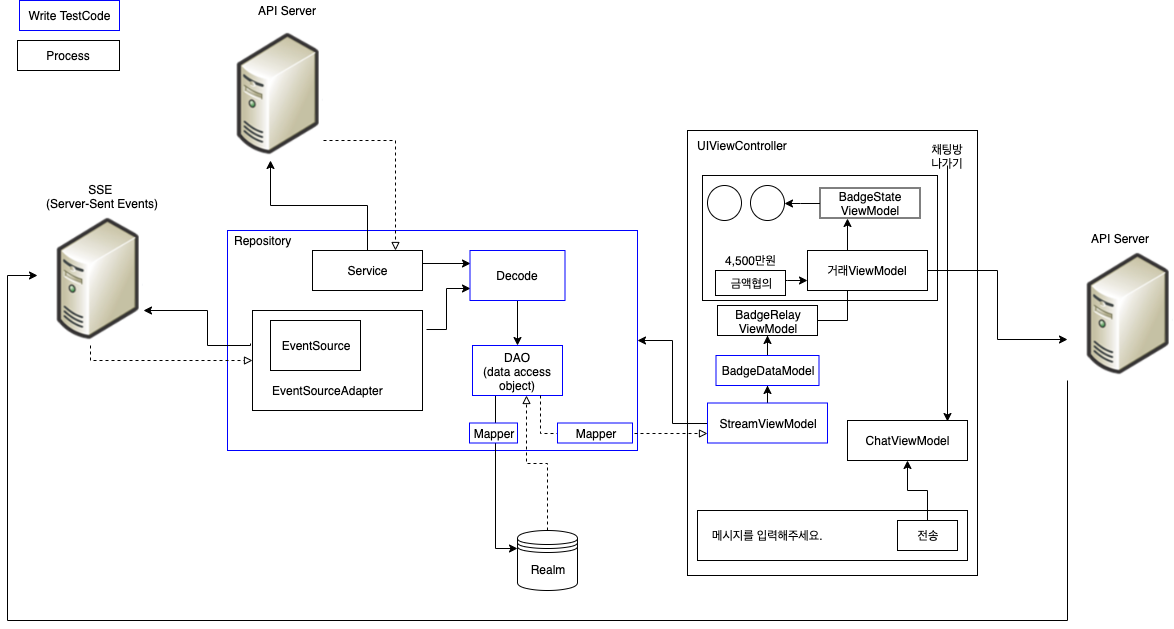 Write TestCode
Process
API Server
SSE
(Server-Sent Events)
Repository
Service
Decode
EventSource
EventSourceAdapter
DAO
(data access
object)
Mapper
Mapper
Realm
UIViewController
채팅방
나가기
BadgeState
ViewModel
4,500만원
금액협의
거래ViewModel
BadgeRelay
ViewModel
BadgeDataModel
StreamViewModel
ChatViewModel
메시지를 입력해주세요.
전송
API Server